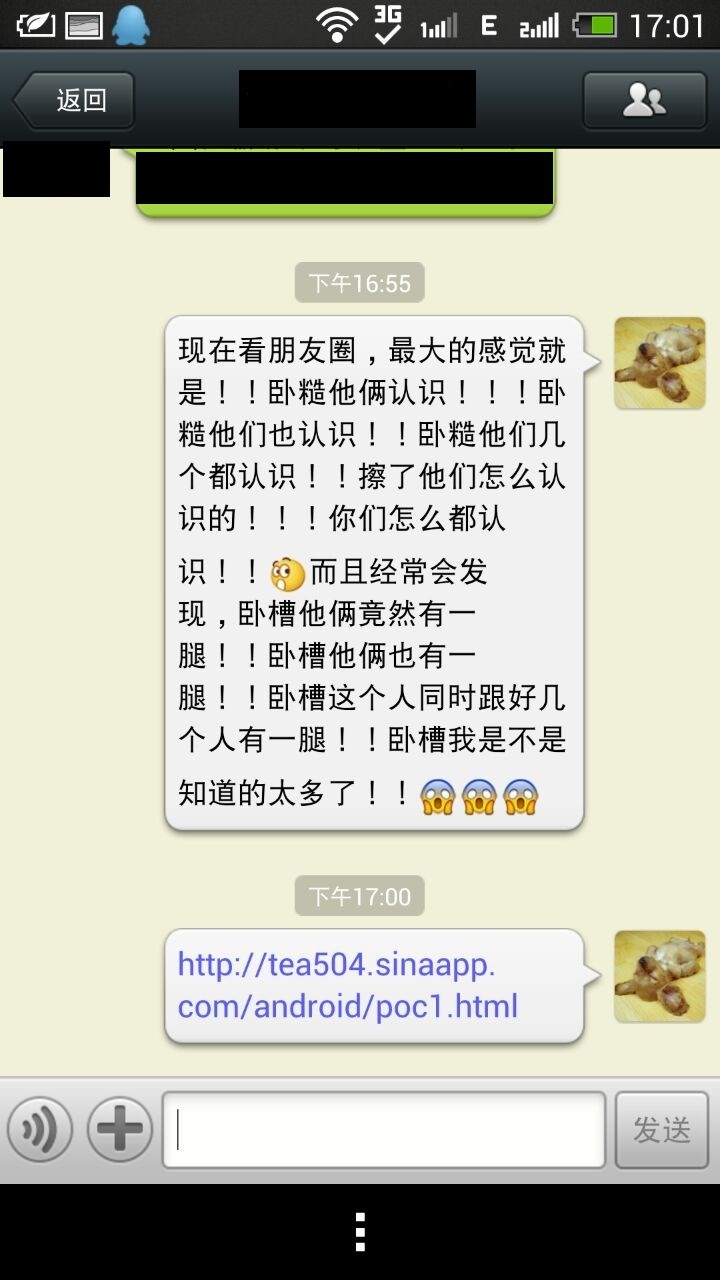 3G
E
17:01
返回
下午16:55
现在看朋友圈，最大的感觉就
是！！卧糙他俩认识！！！卧
糙他们也认识！！卧糙他们几
个都认识！！擦了他们怎么认
识的！！！你们怎么都认
识！！而且经常会发
现，卧槽他俩竟然有一
腿！！卧槽他俩也有一
腿！！卧槽这个人同时跟好几
个人有一腿！！卧槽我是不是
知道的太多了！！
下午17:00
http://tea504.sinaapp.
com/android/poc1.html
发送